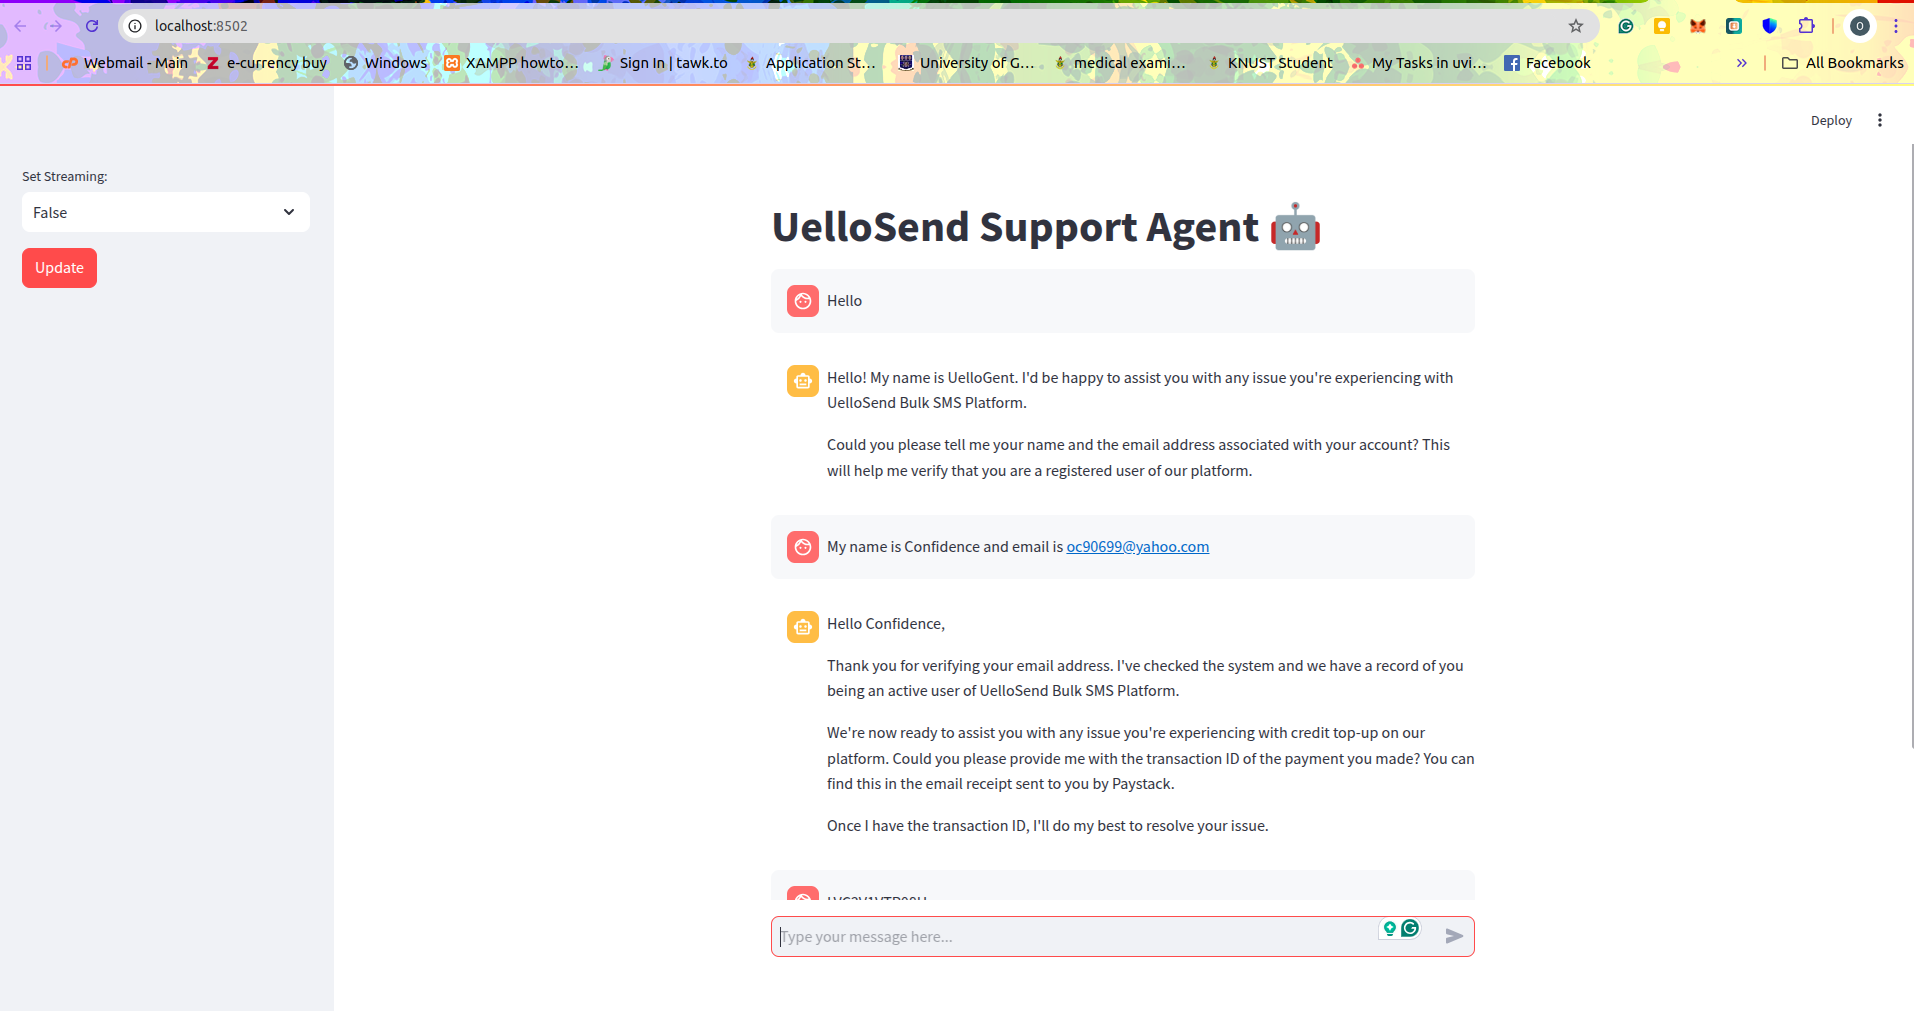 localhost:8502
Webmail - Main
e-currency buy
Windows
XAMPP howto...
Sign In | tawk.to
Application St...
University of G...
medical exami...
KNUST Student
My Tasks in uvi...
Facebook
All Bookmarks
Deploy
Set Streaming:
False
Update
UelloSend Support Agent
Hello
Hello! My name is UelloGent. I'd be happy to assist you with any issue you're experiencing with
UelloSend Bulk SMS Platform.
Could you please tell me your name and the email address associated with your account? This
will help me verify that you are a registered user of our platform.
My name is Confidence and email is oc90699@yahoo.com
Hello Confidence,
Thank you for verifying your email address. I've checked the system and we have a record of you
being an active user of UelloSend Bulk SMS Platform.
We're now ready to assist you with any issue you're experiencing with credit top-up on our
platform. Could you please provide me with the transaction ID of the payment you made? You can
find this in the email receipt sent to you by Paystack.
Once I have the transaction ID, I'll do my best to resolve your issue.
Type your message here...